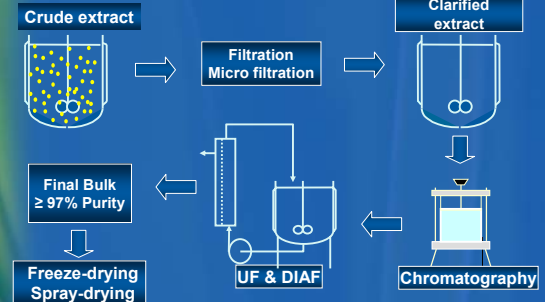 Crude extract
Filtration
Micro filtration
Clarified
extract
Chromatography
UF & DIAF
Final Bulk
≥ 97% Purity
Freeze-drying
Spray-drying